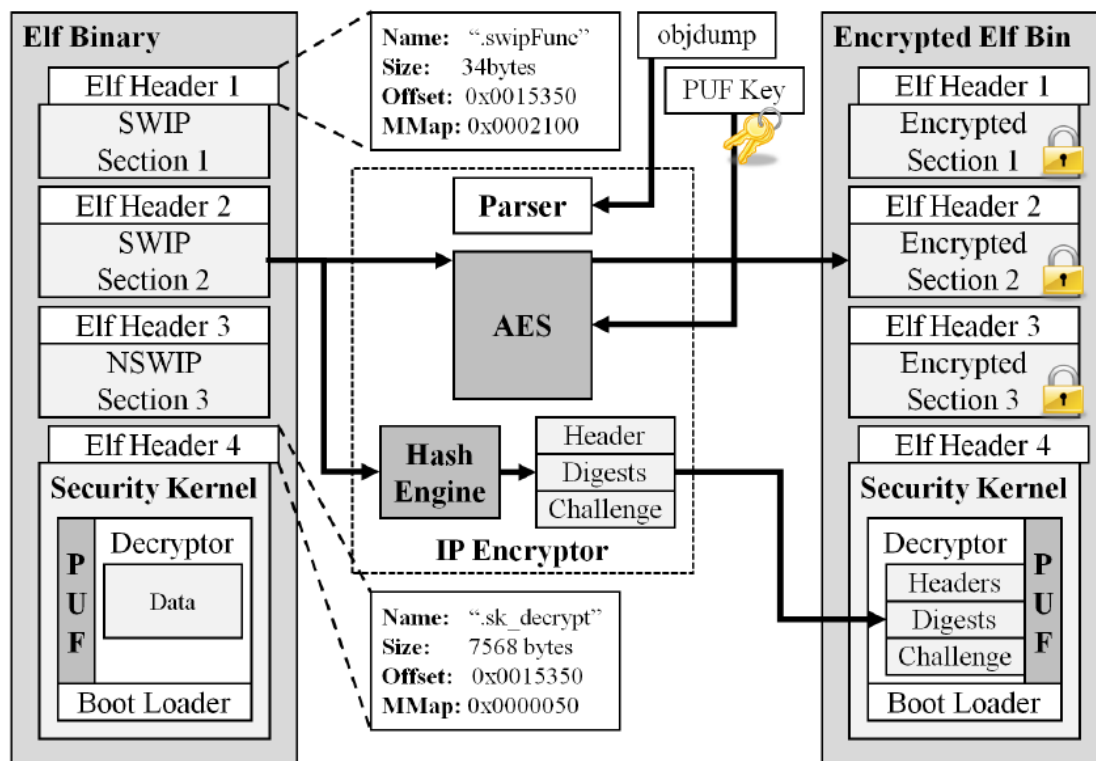 Elf Binary
Elf Header 1
SWIP
Section 1
Elf Header 2
SWIP
Section 2
Elf Header 3
NSWIP
Section 3
Elf Header 4
Security Kernel
P
U
F
Decryptor
Data
Boot Loader
Name: “.swipFunc”
Size: 34bytes
Offset: 0x0015350
MMap: 0x0002100
objdump
PUF Key
Parser
AES
Hash
Engine
Header
Digests
Challenge
IP Encryptor
Name: “.sk_decrypt”
Size: 7568 bytes
Offset: 0x0015350
MMap: 0x0000050
Encrypted Elf Bin
Elf Header 1
Encrypted
Section 1
Elf Header 2
Encrypted
Section 2
Elf Header 3
Encrypted
Section 3
Elf Header 4
Security Kernel
Decryptor
Headers
Digests
Challenge
P
U
F
Boot Loader